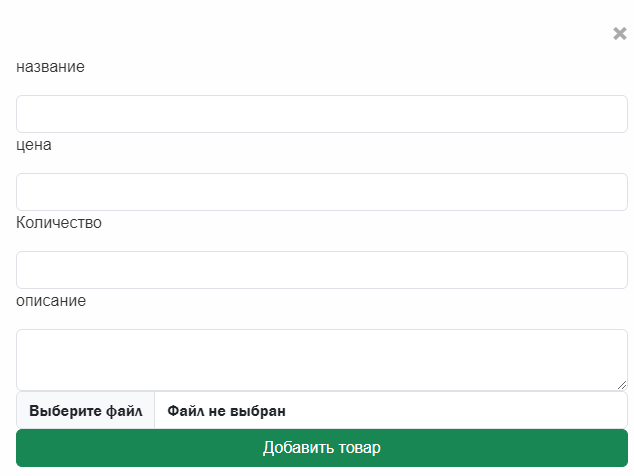 ×
название
цена
Количество
описание
Выберите файл Файл не выбран
Добавить товар